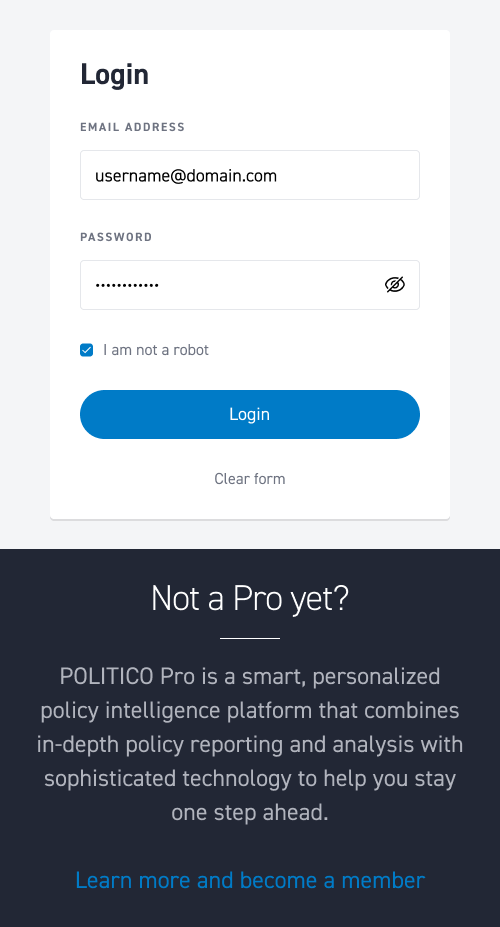 Login
EMAIL ADDRESS
username@domain.com
PASSWORD
••••••••••••
I am not a robot
Login
Clear form
Not a Pro yet?
POLITICO Pro is a smart, personalized
policy intelligence platform that combines
in-depth policy reporting and analysis with
sophisticated technology to help you stay
one step ahead.
Learn more and become a member